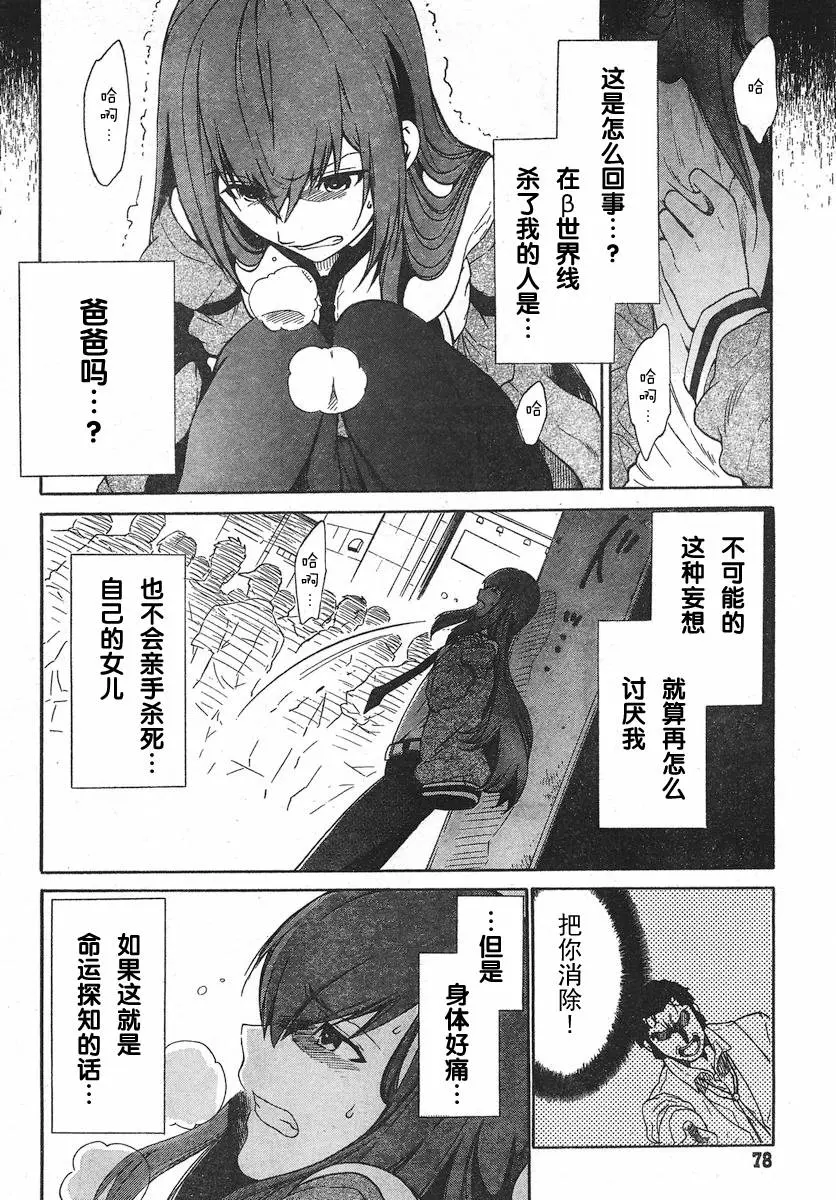 哈
哈
啊…
哈
这是怎么回事…?
在β世界线
杀了我的人是…
哈
啊…
爸爸吗…?
不可能的
这种妄想
就算再怎么
讨厌我
哈
啊…
也不会亲手杀死…
自己的女儿
把你消除!
…但是
身体好痛…
如果这就是
命运探知的话…
78